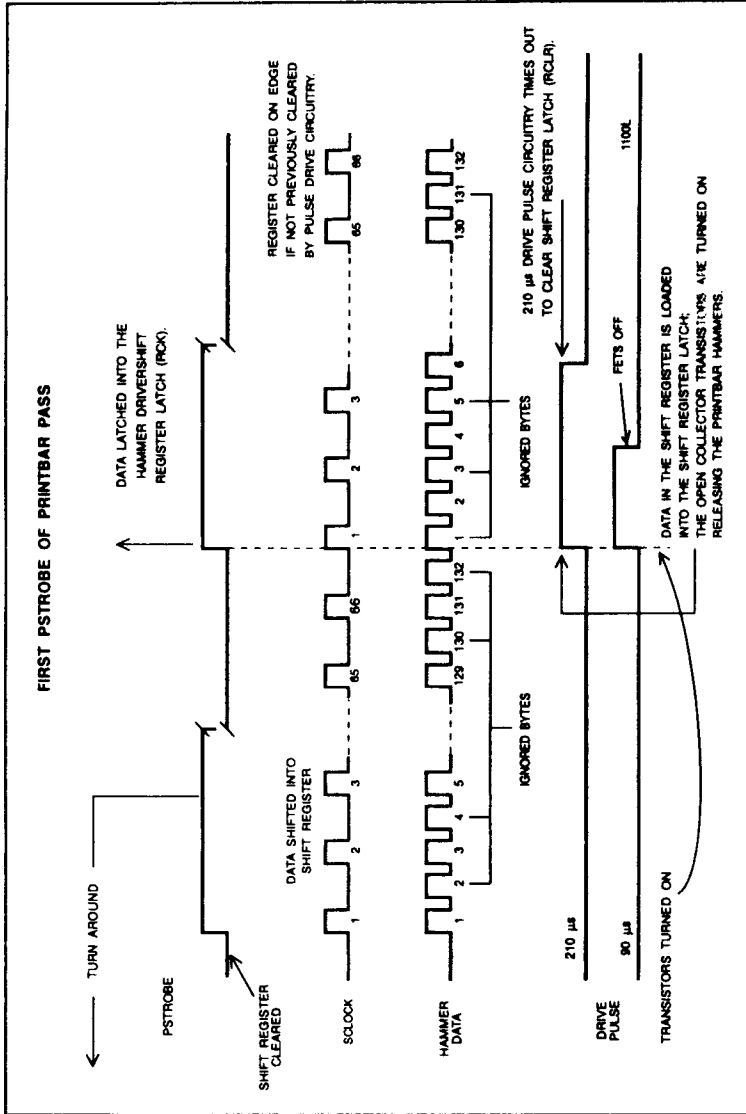 FIRST PSTROBE OF PRINTBAR PASS
TURN AROUND
DATA LATCHED INTO THE
HAMMER DRIVERSHIFT
REGISTER LATCH (RCK).
PSTROBE
SHIFT REGISTER
CLEARED
DATA SHIFTED INTO
SHIFT REGISTER
REGISTER CLEARED ON EDGE
IF NOT PREVIOUSLY CLEARED
BY PULSE DRIVE CIRCUITRY.
SCLOCK
1 2 3 65 66 1 2 3 65 66
HAMMER
DATA
1 2 3 4 5 129 130 131 132 1 2 3 4 5 6 130 131 132
IGNORED BYTES
IGNORED BYTES
210 µs DRIVE PULSE CIRCUITRY TIMES OUT
TO CLEAR SHIFT REGISTER LATCH (RCLR).
210 µs
FETS OFF
DRIVE
PULSE
90 µs
1100L
DATA IN THE SHIFT REGISTER IS LOADED
INTO THE SHIFT REGISTER LATCH;
THE OPEN COLLECTOR TRANSISTORS ARE TURNED ON
RELEASING THE PRINTBAR HAMMERS.
TRANSISTORS TURNED ON